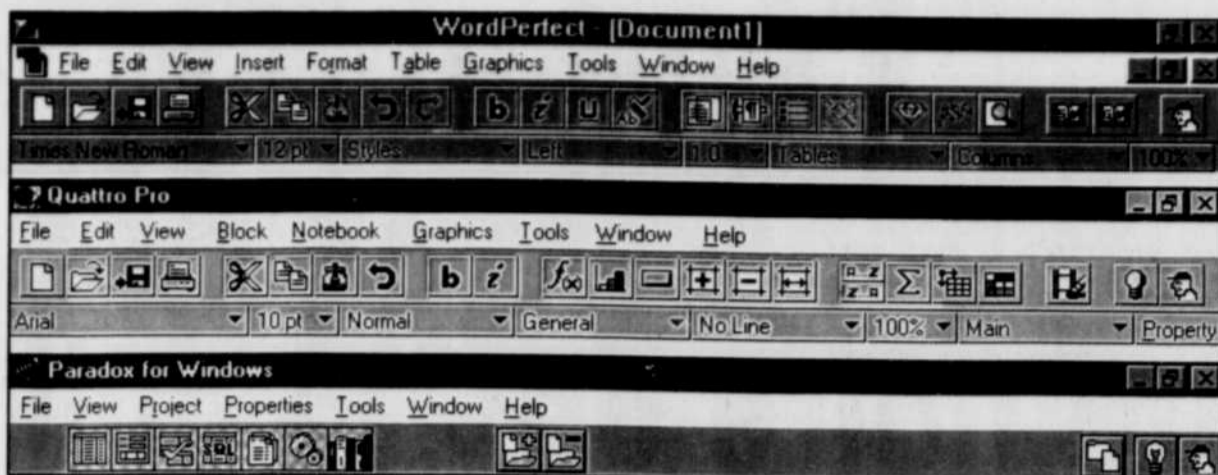 WordPerfect - [Document1]
File Edit View Insert Format Table Graphics Tools Window Help
b i U
Times New Roman 12 pt Styles Left 1.0 Tables Columns 100%
Quattro Pro
File Edit View Block Notebook Graphics Tools Window Help
b i f(x) Σ
Arial 10 pt Normal General No Line 100% Main Property
Paradox for Windows
File View Project Properties Tools Window Help
SQL